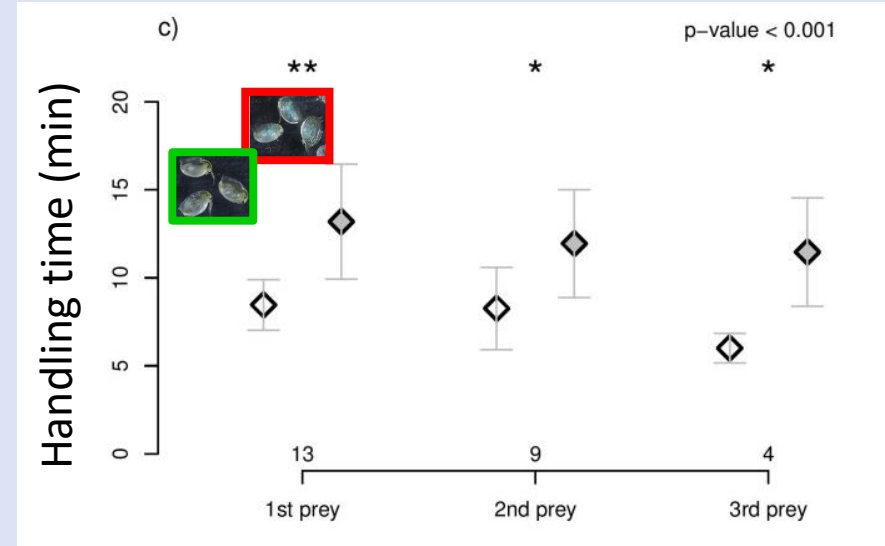 c)
p−value < 0.001
** * *
Handling time (min)
20
15
10
5
0
13 9 4
1st prey 2nd prey 3rd prey